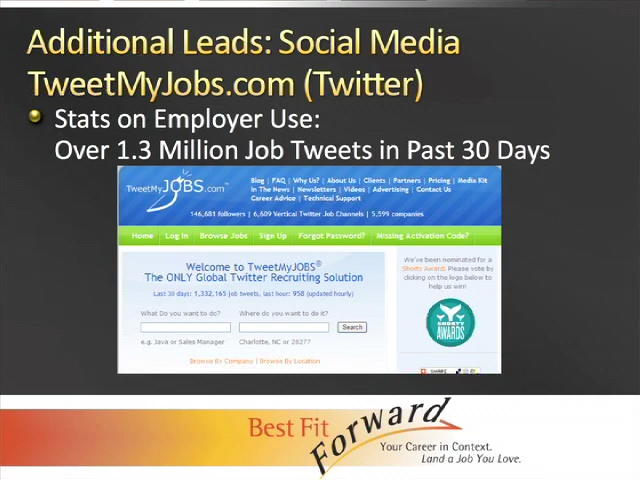 Additional Leads: Social Media
TweetMyJobs.com (Twitter)
Stats on Employer Use:
Over 1.3 Million Job Tweets in Past 30 Days
TweetMyJOBS.com™
Blog | FAQ | Why Us? | About Us | Clients | Partners | Pricing | Media Kit
In The News | Newsletters | Videos | Advertising | Contact Us
Career Advice | Technical Support
146,681 followers | 6,609 Vertical Twitter Job Channels | 5,599 companies
Home Log In Browse Jobs Sign Up Forgot Password? Missing Activation Code?
Welcome to TweetMyJOBS®
The ONLY Global Twitter Recruiting Solution
Last 30 days: 1,332,165 job tweets, last hour: 958 (updated hourly)
What Do you want to do? Where do you want to do it?
Search
e.g. Java or Sales Manager Charlotte, NC or 28277
Browse By Company | Browse By Location
We've been nominated for a
Shorty Award. Please vote by
clicking on the logo below to
help us win!
SHORTY
AWARDS
SHARE
Best Fit
Forward
Your Career in Context.
Land a Job You Love.